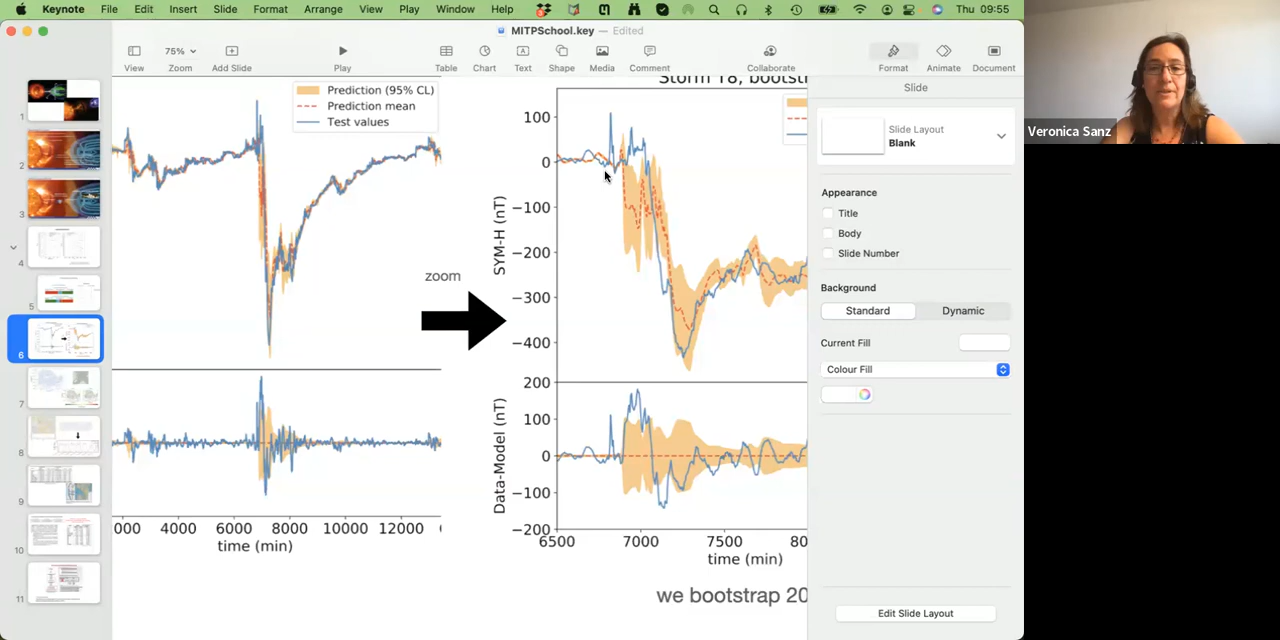 Keynote File Edit Insert Slide Format Arrange View Play Window Help Thu 09:55
MITPSchool.key — Edited
75%
View Zoom Add Slide Play Table Chart Text Shape Media Comment Collaborate Format Animate Document
Slide
Slide Layout
Blank
Appearance
Title
Body
Slide Number
Background
Standard Dynamic
Current Fill
Colour Fill
Edit Slide Layout
1
2
3
4
5
6
7
8
9
10
11
Prediction (95% CL)
Prediction mean
Test values
000 4000 6000 8000 10000 12000
time (min)
zoom
Storm 18, bootst
SYM-H (nT)
100
0
−100
−200
−300
−400
Data-Model (nT)
200
100
0
−100
−200
6500 7000 7500 80
time (min)
we bootstrap 20
Veronica Sanz